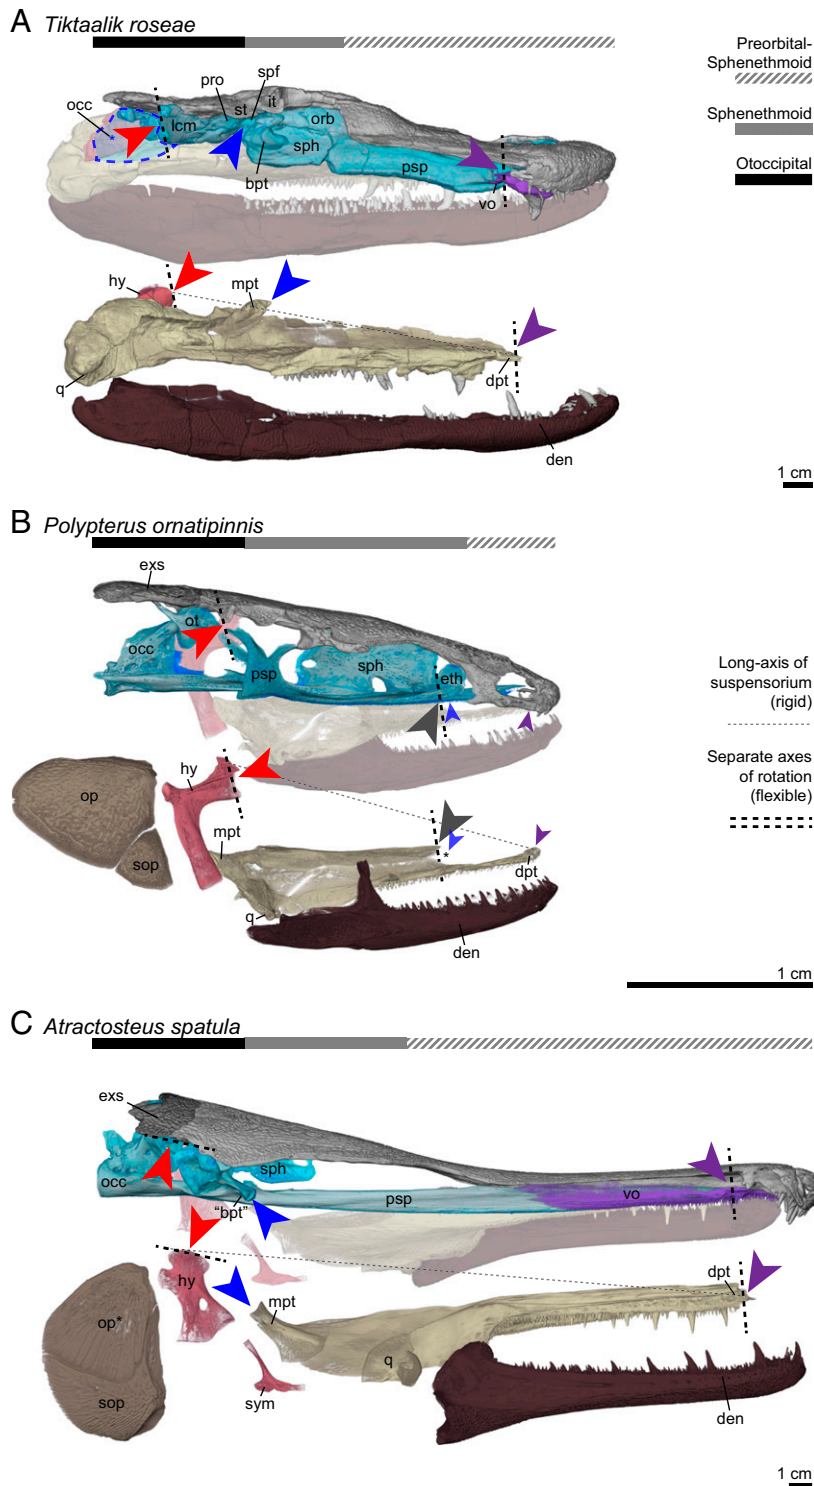 A Tiktaalik roseae
Preorbital-
Sphenethmoid
Sphenethmoid
Otoccipital
occ
pro
spf
st
it
lcm
orb
sph
bpt
psp
vo
hy
mpt
q
dpt
den
1 cm
B Polypterus ornatipinnis
exs
ot
occ
psp
sph
eth
Long-axis of
suspensorium
(rigid)
Separate axes
of rotation
(flexible)
op
hy
sop
mpt
*
dpt
q
den
1 cm
C Atractosteus spatula
exs
occ
sph
"bpt"
psp
vo
hy
mpt
dpt
op*
q
sop
sym
den
1 cm